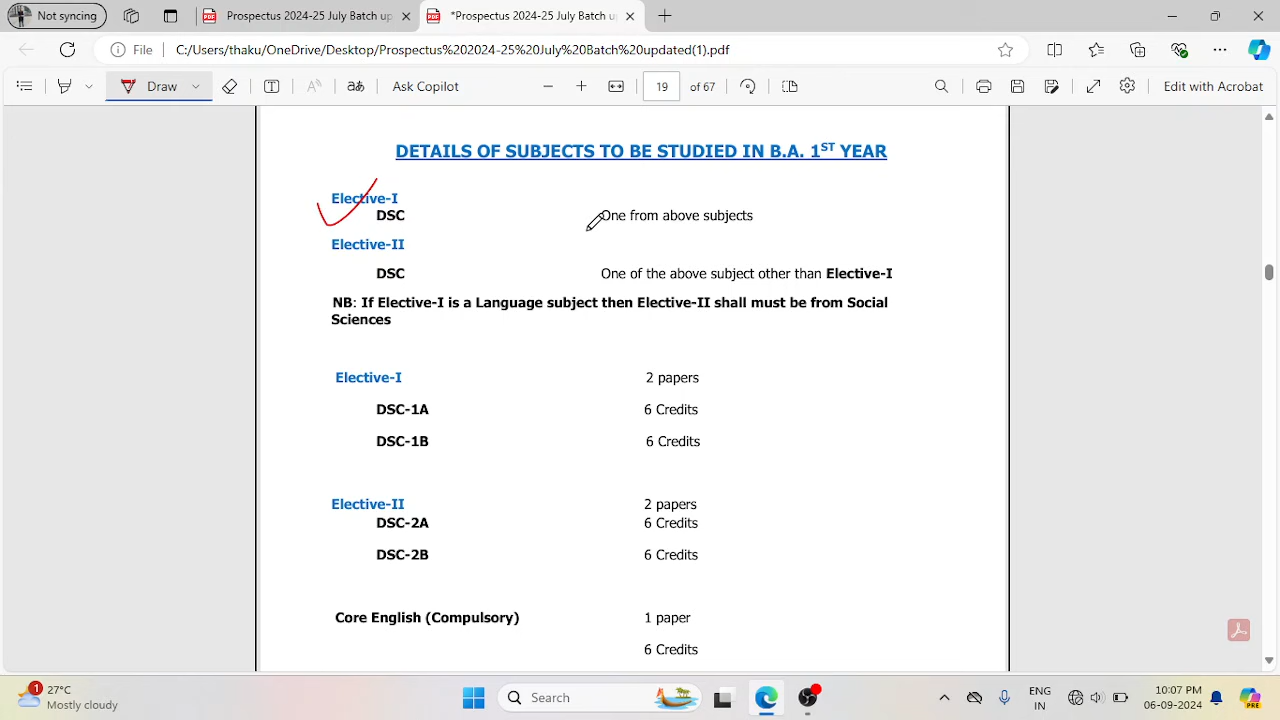 Not syncing
Prospectus 2024-25 July Batch up
*Prospectus 2024-25 July Batch up
File
C:/Users/thaku/OneDrive/Desktop/Prospectus%202024-25%20July%20Batch%20updated(1).pdf
Draw
Ask Copilot
19 of 67
Edit with Acrobat
DETAILS OF SUBJECTS TO BE STUDIED IN B.A. 1ST YEAR
Elective-I
DSC One from above subjects
Elective-II
DSC One of the above subject other than Elective-I
NB: If Elective-I is a Language subject then Elective-II shall must be from Social
Sciences
Elective-I 2 papers
DSC-1A 6 Credits
DSC-1B 6 Credits
Elective-II 2 papers
DSC-2A 6 Credits
DSC-2B 6 Credits
Core English (Compulsory) 1 paper
6 Credits
1
27°C
Mostly cloudy
Search
ENG
IN
10:07 PM
06-09-2024
PRE